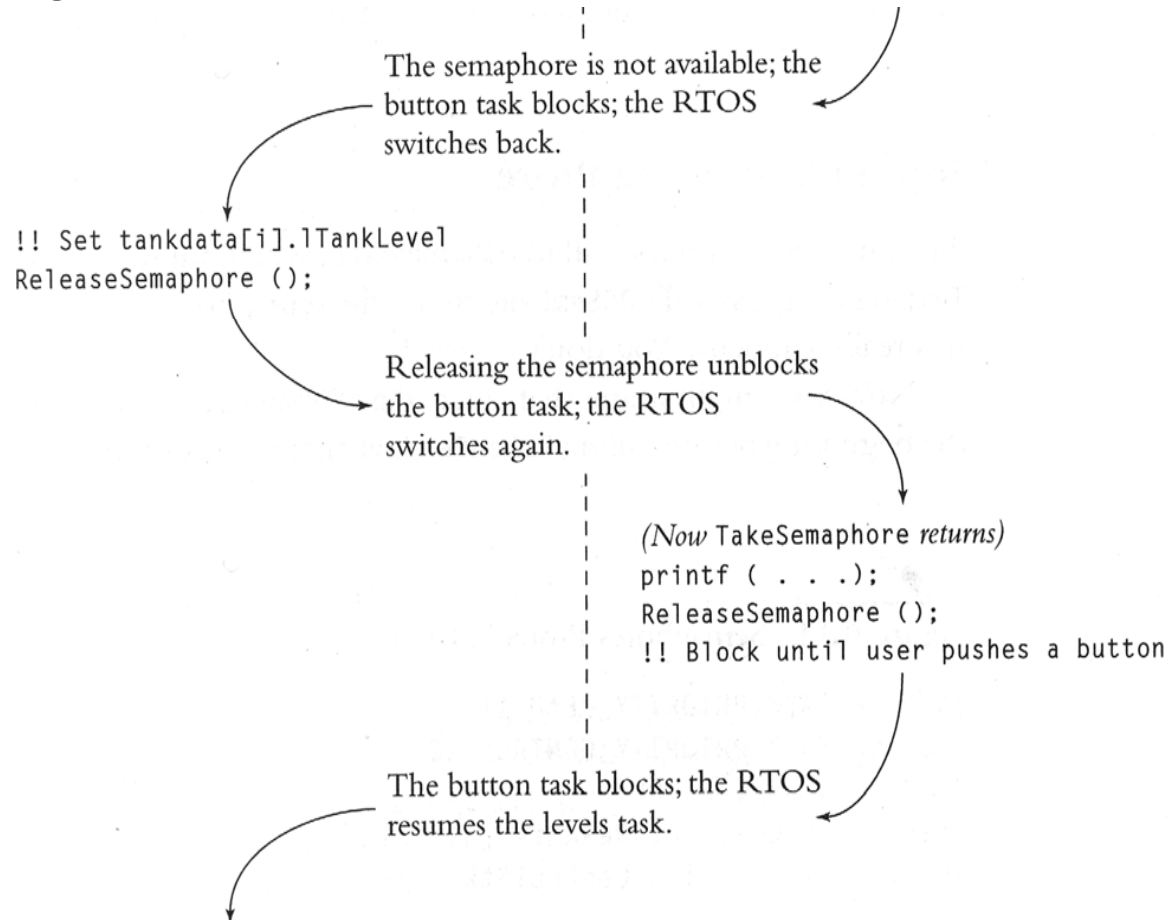 The semaphore is not available; the
button task blocks; the RTOS
switches back.
!! Set tankdata[i].lTankLevel
ReleaseSemaphore ();
Releasing the semaphore unblocks
the button task; the RTOS
switches again.
(Now TakeSemaphore returns)
printf ( . . .);
ReleaseSemaphore ();
!! Block until user pushes a button
The button task blocks; the RTOS
resumes the levels task.